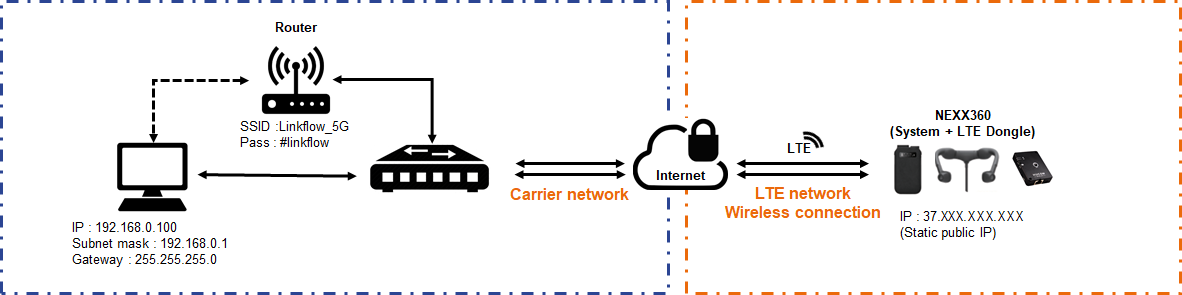 Router
SSID :Linkflow_5G
Pass : #linkflow
IP : 192.168.0.100
Subnet mask : 192.168.0.1
Gateway : 255.255.255.0
Carrier network
Internet
LTE
LTE network
Wireless connection
NEXX360
(System + LTE Dongle)
IP : 37.XXX.XXX.XXX
(Static public IP)